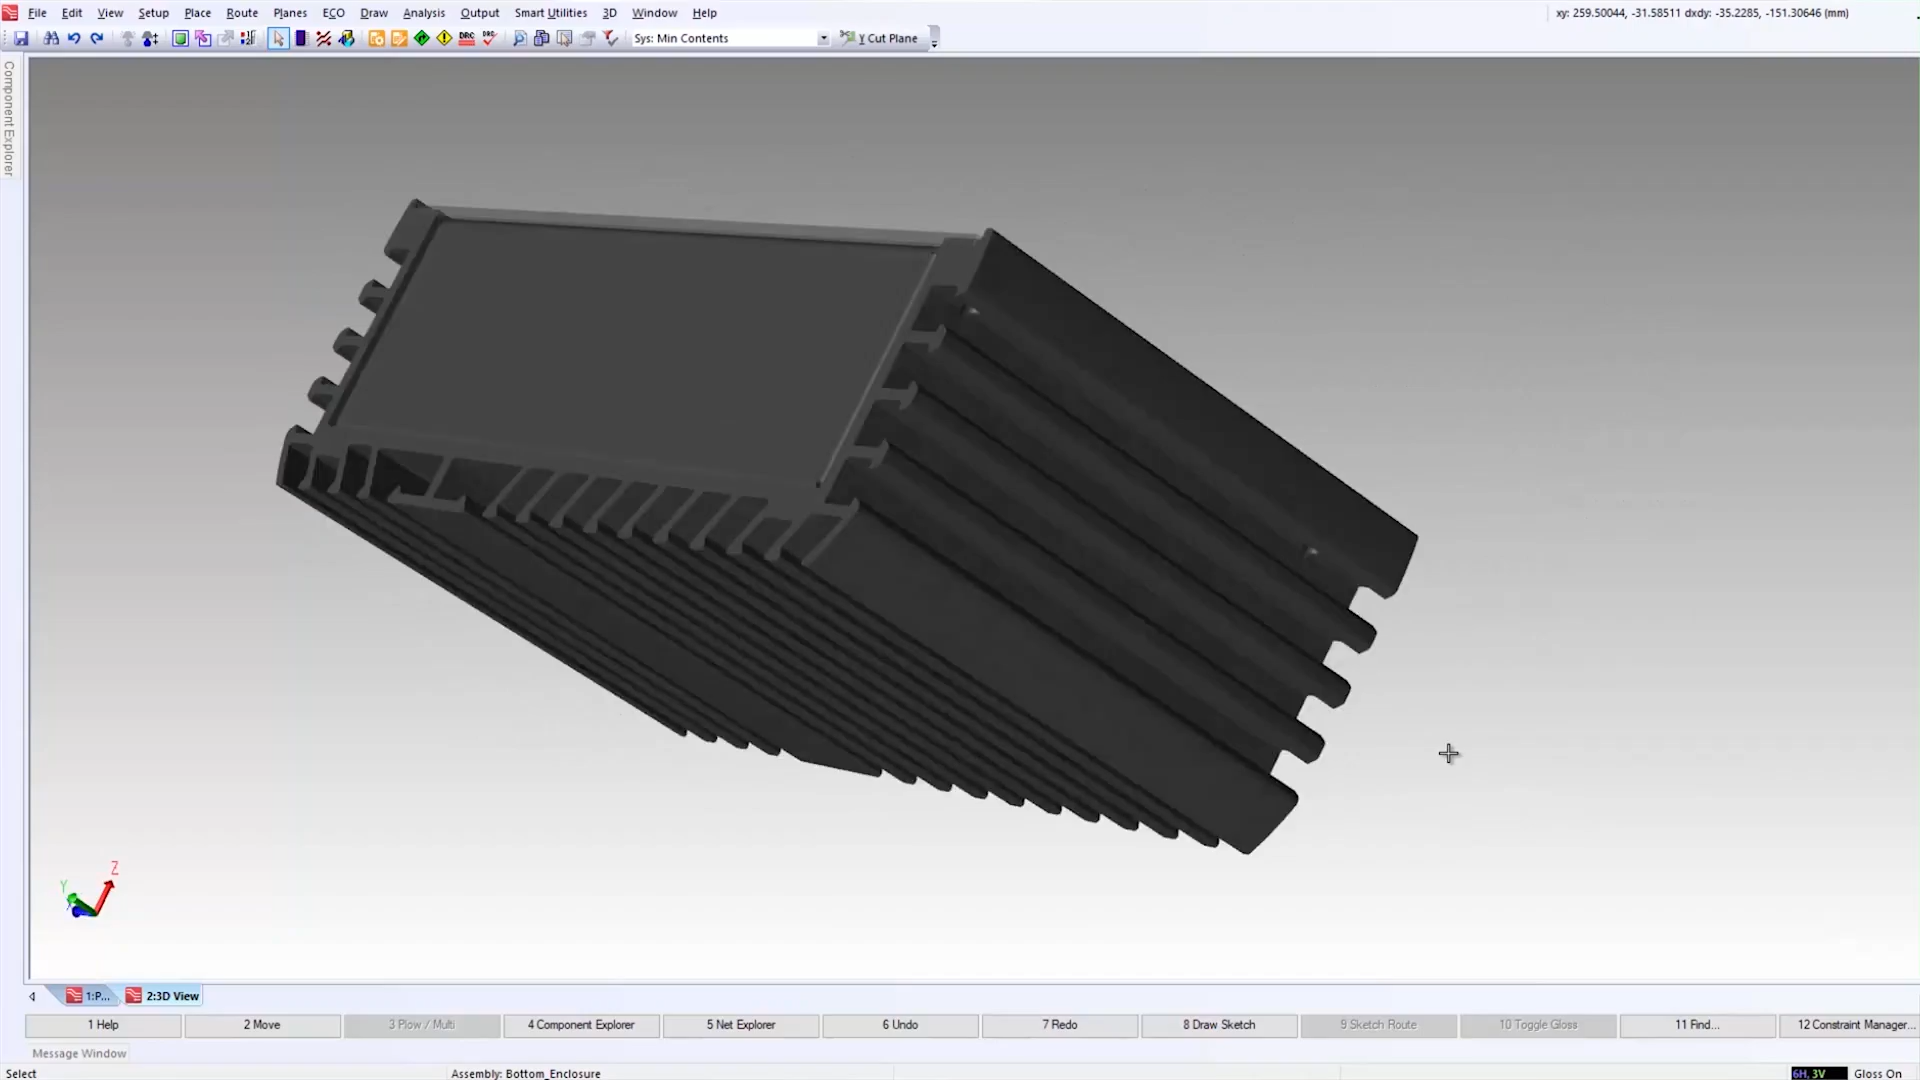 File Edit View Setup Place Route Planes ECO Draw Analysis Output Smart Utilities 3D Window Help
xy: 259.50044, -31.58511 dxdy: -35.2285, -151.30646 (mm)
DRC DRC Sys: Min Contents Y Cut Plane
Component Explorer
Z
Y
1:P... 2:3D View
1 Help 2 Move 3 Plow / Multi 4 Component Explorer 5 Net Explorer 6 Undo 7 Redo 8 Draw Sketch 9 Sketch Route 10 Toggle Gloss 11 Find... 12 Constraint Manager...
Message Window
Select Assembly: Bottom_Enclosure 6H, 3V Gloss On